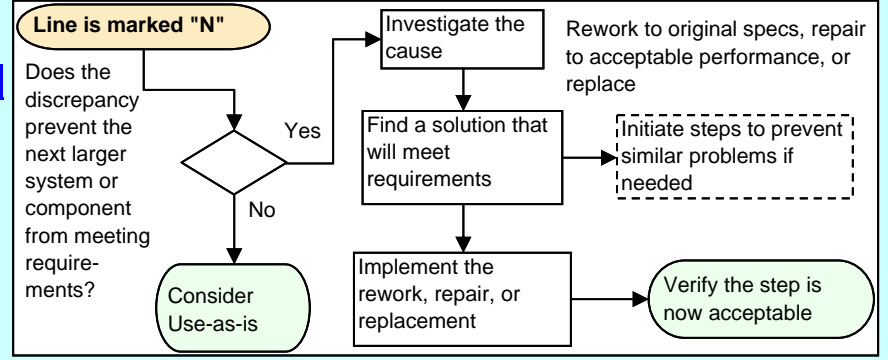 Line is marked "N"
Does the
discrepancy
prevent the
next larger
system or
component
from meeting
require-
ments?
Yes
No
Consider
Use-as-is
Investigate the
cause
Rework to original specs, repair
to acceptable performance, or
replace
Find a solution that
will meet
requirements
Initiate steps to prevent
similar problems if
needed
Implement the
rework, repair, or
replacement
Verify the step is
now acceptable